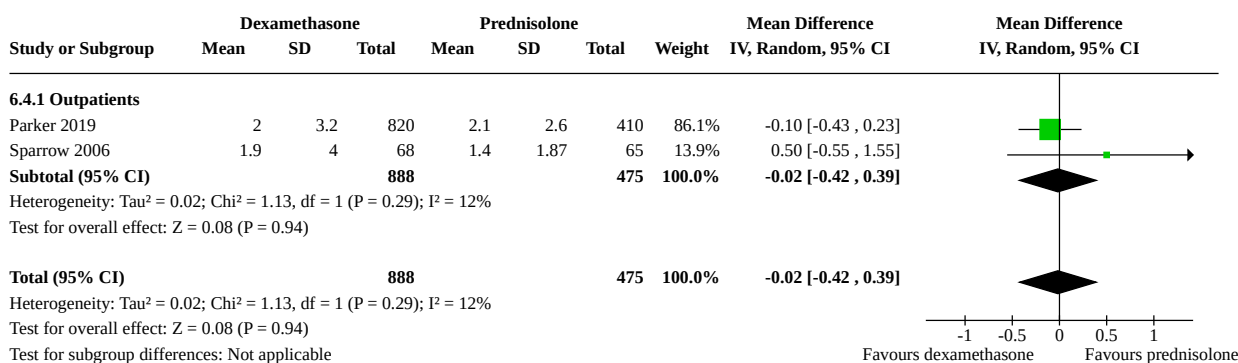 Dexamethasone Prednisolone Mean Difference Mean Difference
Study or Subgroup Mean SD Total Mean SD Total Weight IV, Random, 95% CI IV, Random, 95% CI
6.4.1 Outpatients
Parker 2019 2 3.2 820 2.1 2.6 410 86.1% -0.10 [-0.43 , 0.23]
Sparrow 2006 1.9 4 68 1.4 1.87 65 13.9% 0.50 [-0.55 , 1.55]
Subtotal (95% CI) 888 475 100.0% -0.02 [-0.42 , 0.39]
Heterogeneity: Tau² = 0.02; Chi² = 1.13, df = 1 (P = 0.29); I² = 12%
Test for overall effect: Z = 0.08 (P = 0.94)
Total (95% CI) 888 475 100.0% -0.02 [-0.42 , 0.39]
Heterogeneity: Tau² = 0.02; Chi² = 1.13, df = 1 (P = 0.29); I² = 12%
Test for overall effect: Z = 0.08 (P = 0.94)
-1 -0.5 0 0.5 1
Test for subgroup differences: Not applicable Favours dexamethasone Favours prednisolone